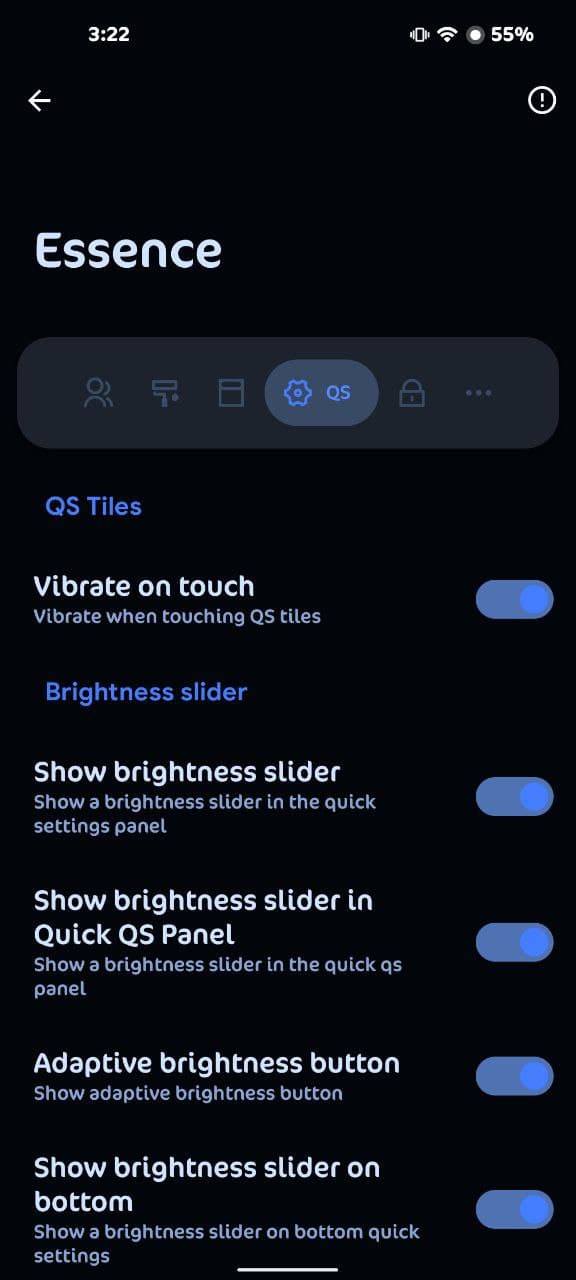 3:22
55%
Essence
QS
QS Tiles
Vibrate on touch
Vibrate when touching QS tiles
Brightness slider
Show brightness slider
Show a brightness slider in the quick
settings panel
Show brightness slider in
Quick QS Panel
Show a brightness slider in the quick qs
panel
Adaptive brightness button
Show adaptive brightness button
Show brightness slider on
bottom
Show a brightness slider on bottom quick
settings